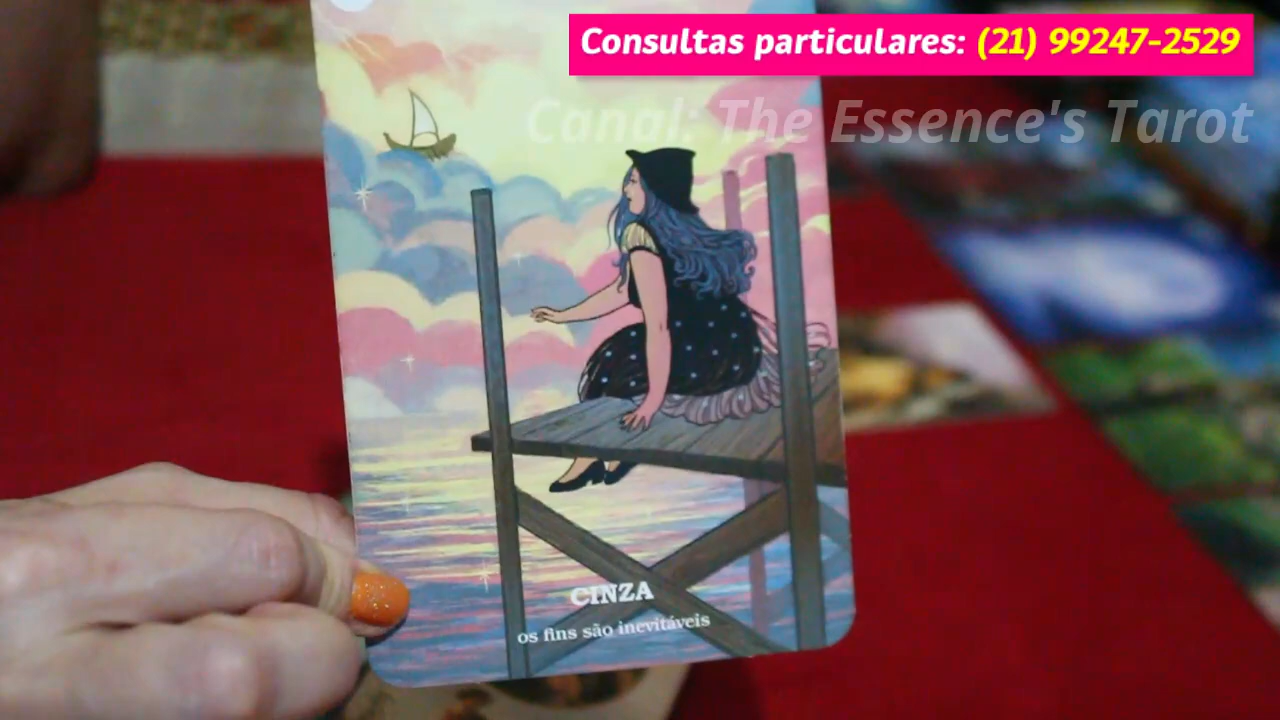 Consultas particulares: (21) 99247-2529
Canal: The Essence's Tarot
CINZA
os fins são inevitáveis